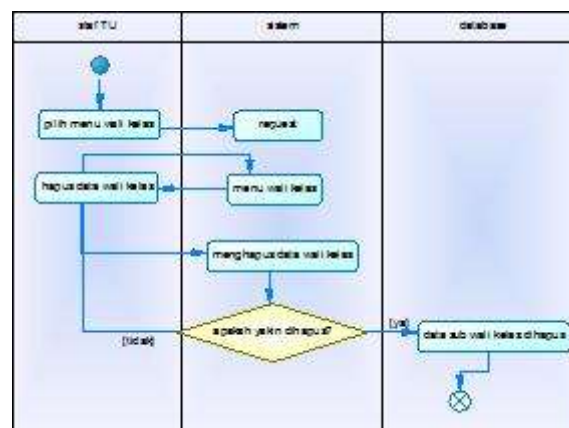 staf TU
sistem
database
pilih menu wali kelas
request
hapus data wali kelas
menu wali kelas
menghapus data wali kelas
apakah yakin dihapus?
[tidak]
[ya]
data sub wali kelas dihapus